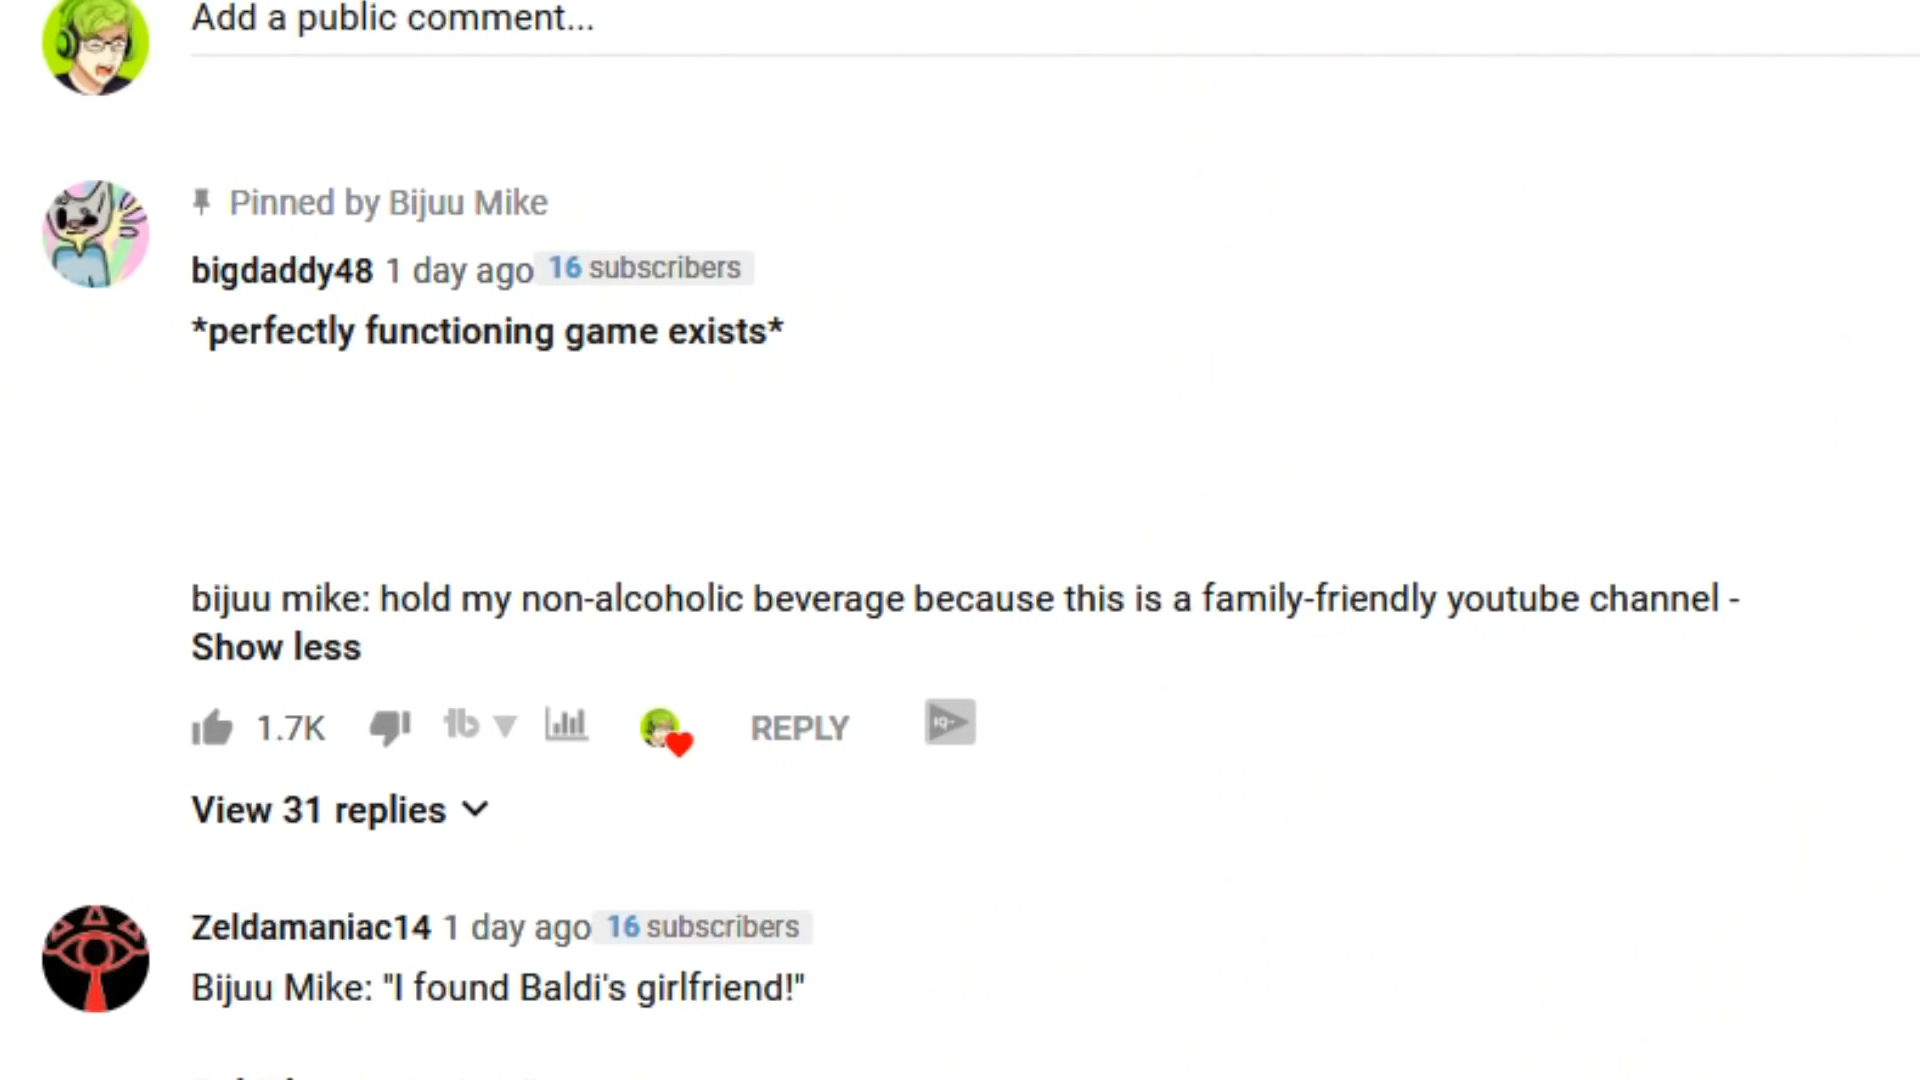 Add a public comment...
Pinned by Bijuu Mike
bigdaddy48 1 day ago 16 subscribers
*perfectly functioning game exists*
bijuu mike: hold my non-alcoholic beverage because this is a family-friendly youtube channel -
Show less
1.7K REPLY
View 31 replies
Zeldamaniac14 1 day ago 16 subscribers
Bijuu Mike: "I found Baldi's girlfriend!"